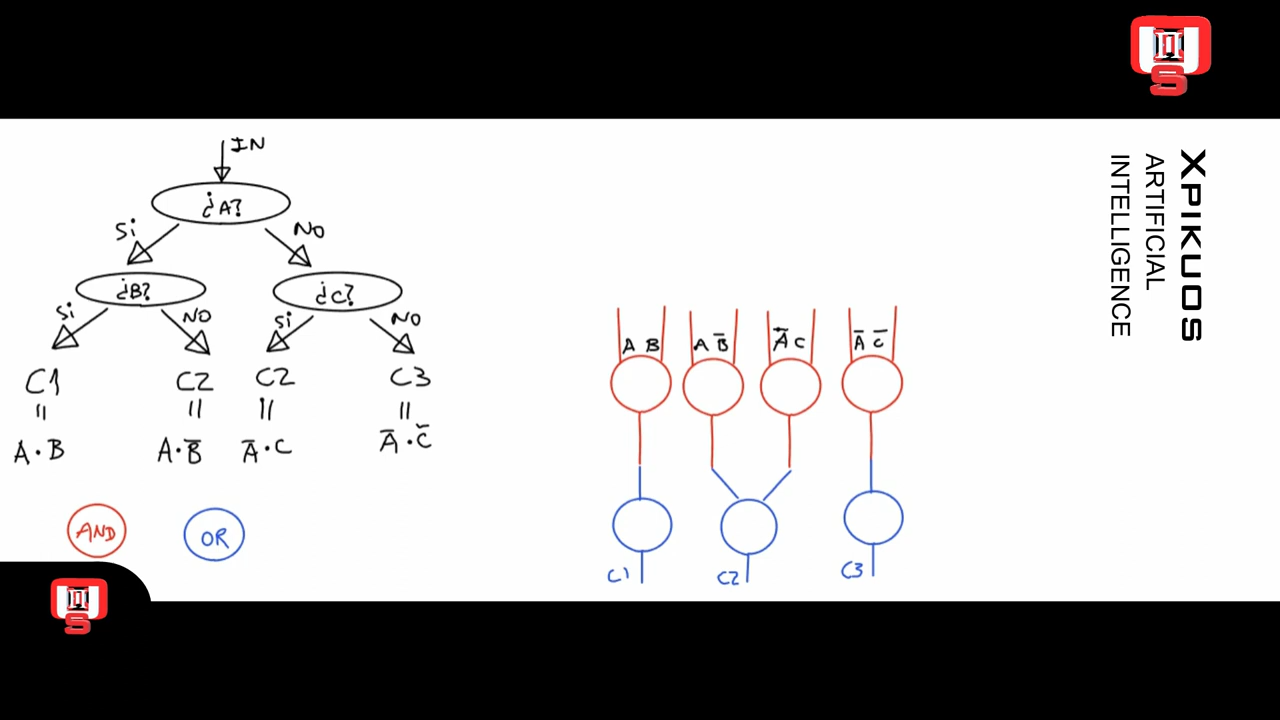 IN
¿A?
Si NO
¿B? ¿C?
Si NO Si NO
C1 C2 C2 C3
A·B A·B̅ A̅·C A̅·C̅
AND OR
A B A B̅ A̅ C A̅ C̅
C1 C2 C3
XPIKUOS
ARTIFICIAL
INTELLIGENCE